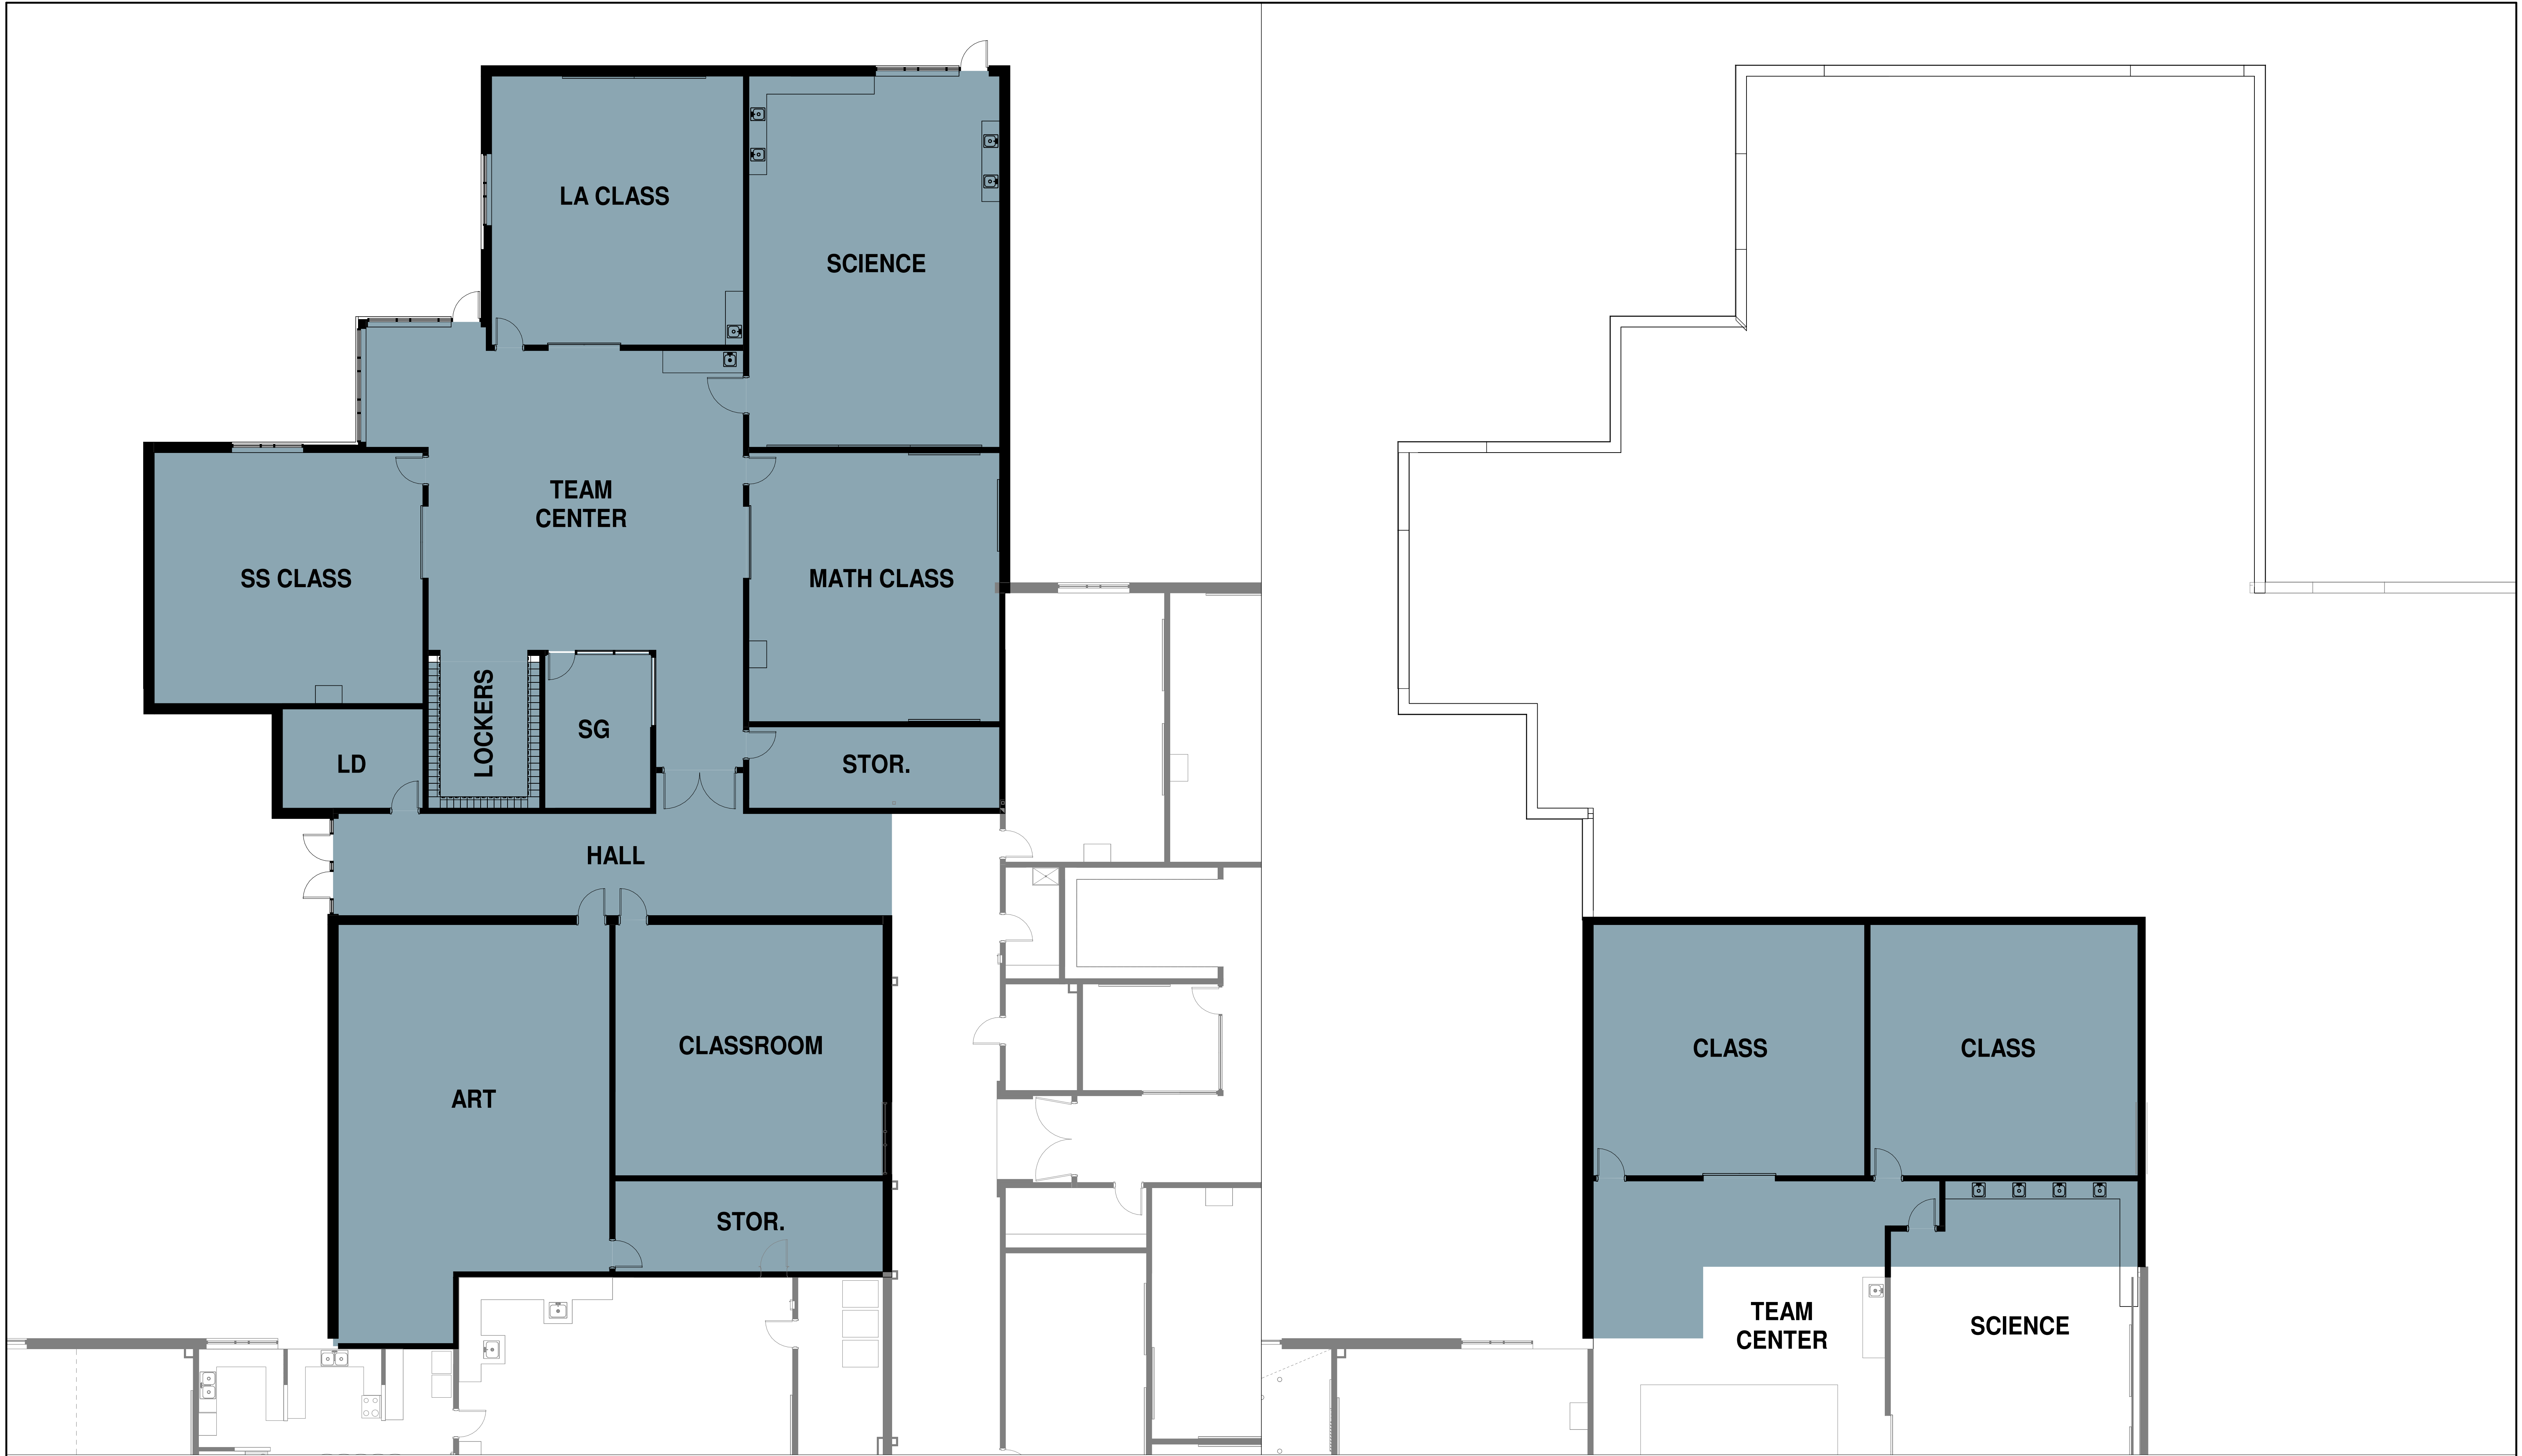 LA CLASS
SCIENCE
TEAM
CENTER
SS CLASS
MATH CLASS
LOCKERS
SG
LD
STOR.
HALL
CLASSROOM
ART
STOR.
CLASS
CLASS
TEAM
CENTER
SCIENCE